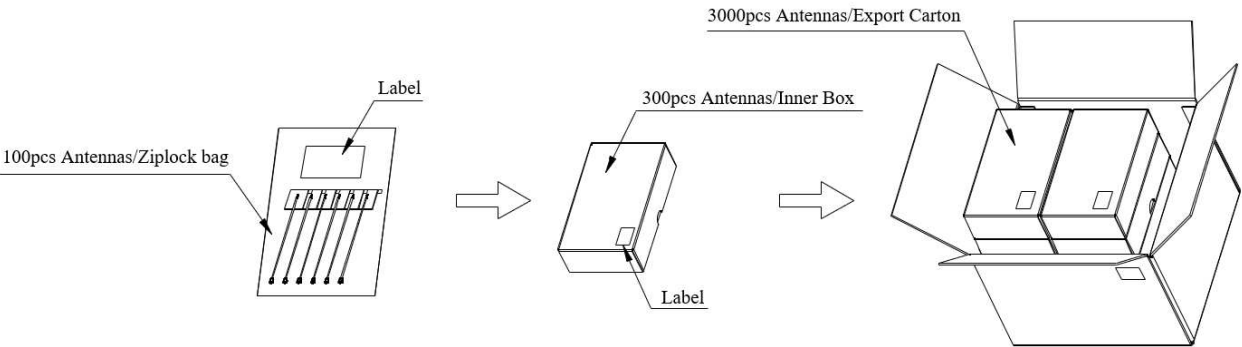 3000pcs Antennas/Export Carton
Label
300pcs Antennas/Inner Box
100pcs Antennas/Ziplock bag
Label